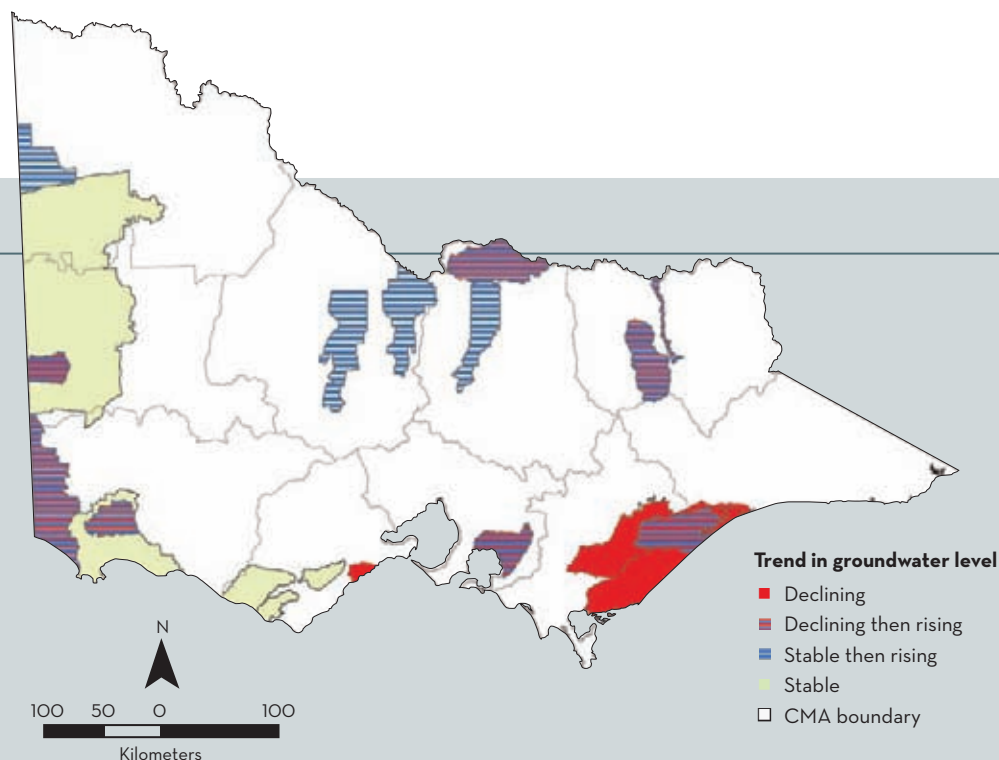 Trend in groundwater level
Declining
Declining then rising
Stable then rising
Stable
CMA boundary
N
100 50 0 100
Kilometers